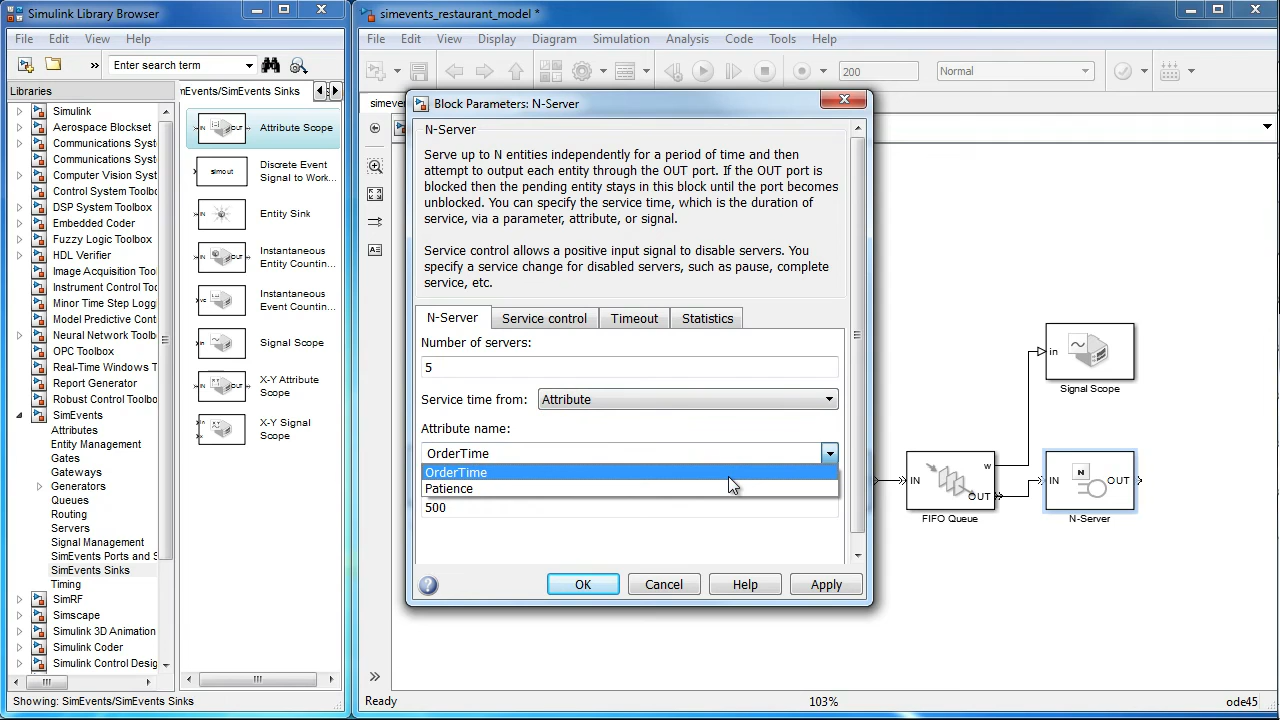 Simulink Library Browser
File Edit View Help
» Enter search term
Libraries
Simulink
Aerospace Blockset
Communications Syst
Communications Syst
Computer Vision Syst
Control System Toolbo
DSP System Toolbox
Embedded Coder
Fuzzy Logic Toolbox
HDL Verifier
Image Acquisition Tool
Instrument Control Too
Minor Time Step Logg
Model Predictive Cont
Neural Network Toolb
OPC Toolbox
Real-Time Windows T
Report Generator
Robust Control Toolbo
SimEvents
Attributes
Entity Management
Gates
Gateways
Generators
Queues
Routing
Servers
Signal Management
SimEvents Ports and S
SimEvents Sinks
Timing
SimRF
Simscape
Simulink 3D Animation
Simulink Coder
Simulink Control Desig
nEvents/SimEvents Sinks
IN OUT Attribute Scope
simout Discrete Event
Signal to Work...
IN Entity Sink
IN Instantaneous
Entity Countin...
Instantaneous
Event Countin...
Signal Scope
X-Y Attribute
Scope
X-Y Signal
Scope
Showing: SimEvents/SimEvents Sinks
simevents_restaurant_model *
File Edit View Display Diagram Simulation Analysis Code Tools Help
200 Normal
simeve
Block Parameters: N-Server
N-Server
Serve up to N entities independently for a period of time and then
attempt to output each entity through the OUT port. If the OUT port is
blocked then the pending entity stays in this block until the port becomes
unblocked. You can specify the service time, which is the duration of
service, via a parameter, attribute, or signal.
Service control allows a positive input signal to disable servers. You
specify a service change for disabled servers, such as pause, complete
service, etc.
N-Server Service control Timeout Statistics
Number of servers:
5
Service time from: Attribute
Attribute name:
OrderTime
OrderTime
Patience
500
OK Cancel Help Apply
in
Signal Scope
IN w OUT
FIFO Queue
IN N OUT
N-Server
»
Ready 103% ode45